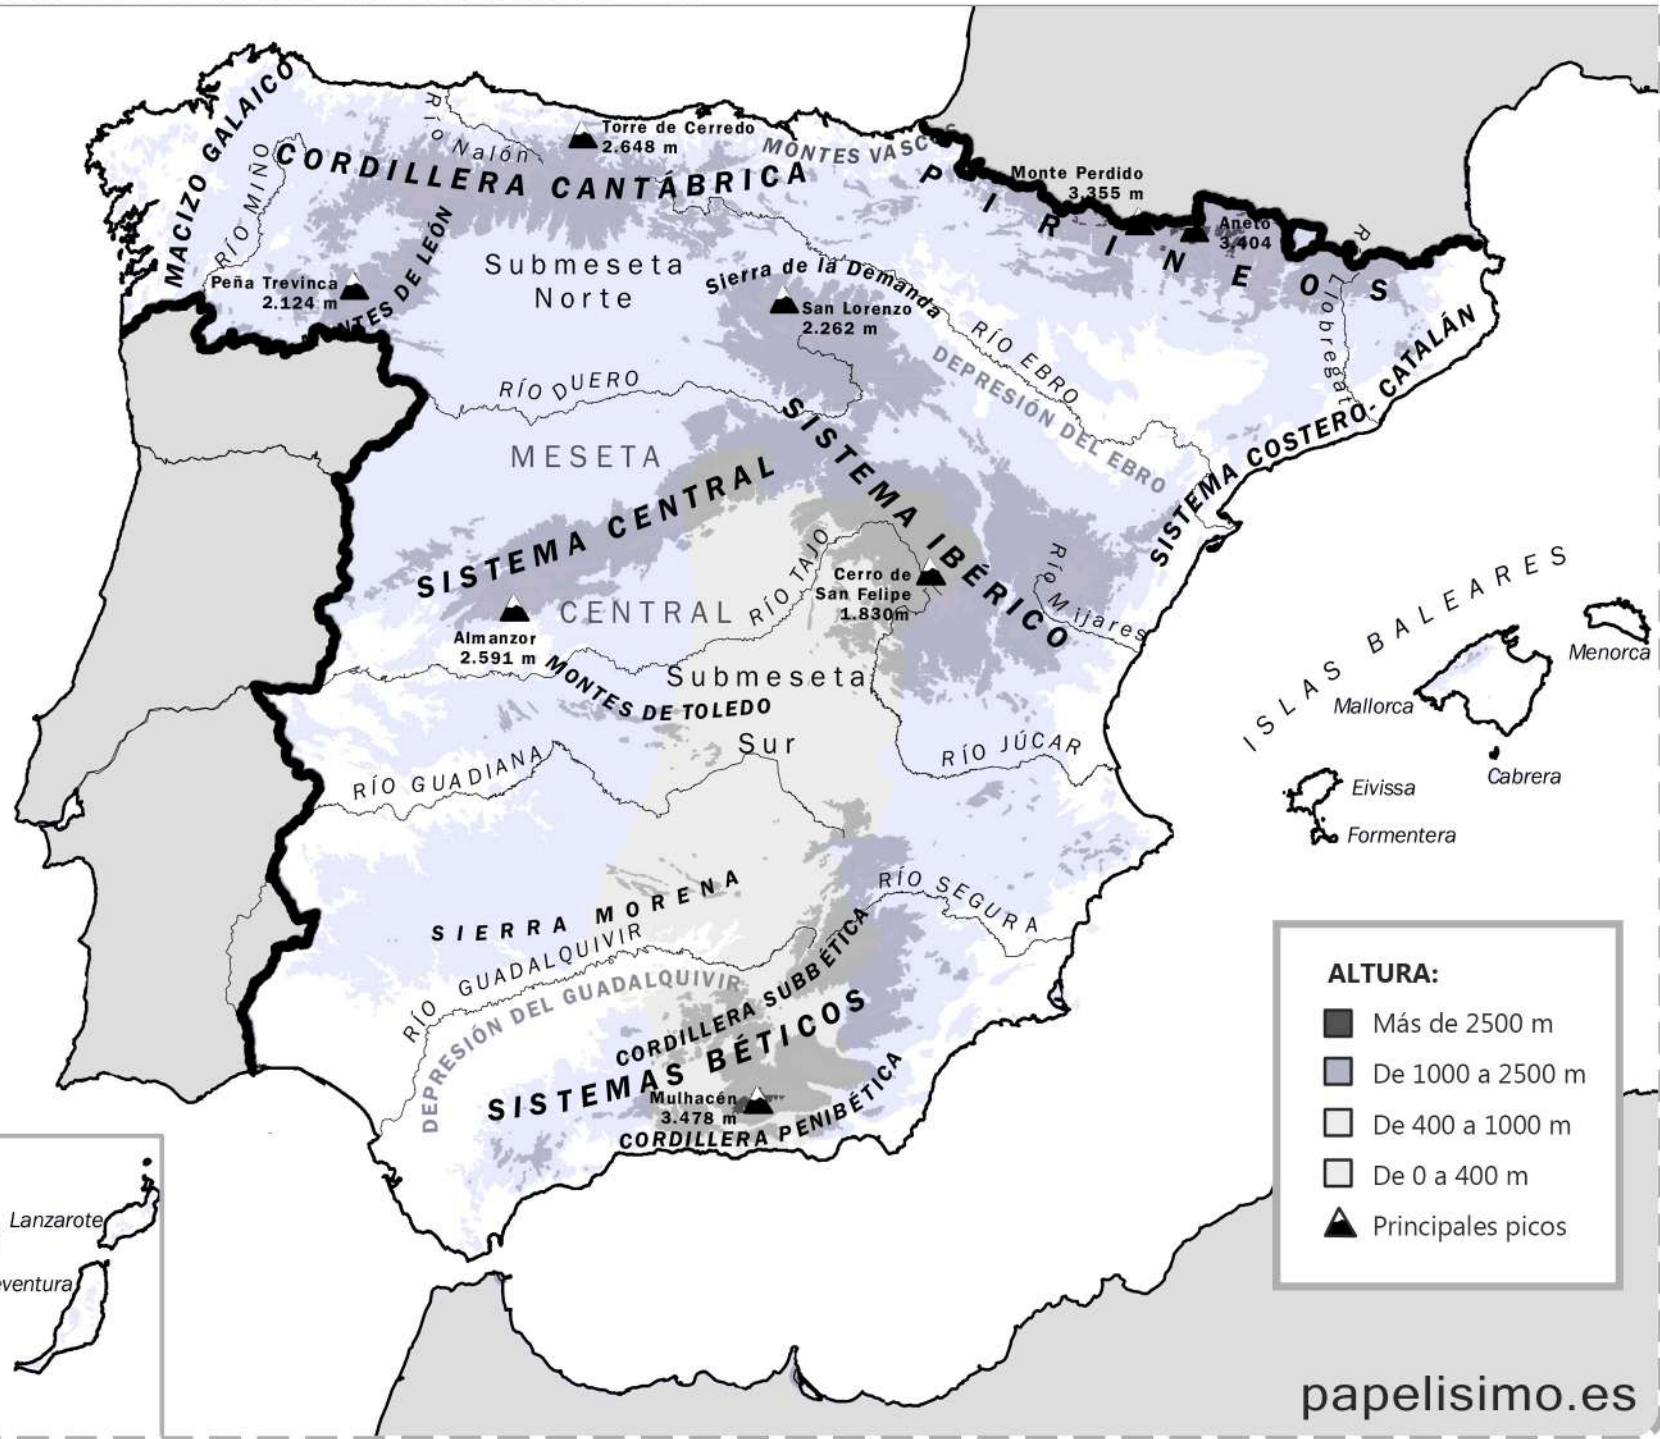 MACIZO GALAICO
RÍO MIÑO
Río Nalón
CORDILLERA CANTÁBRICA
Torre de Cerredo
2.648 m
MONTES VASC
PIRINEOS
Monte Perdido
3.355 m
Aneto
3.404
R
Llobregat
Peña Trevinca
2.124 m
NTES DE LEÓN
Submeseta
Norte
Sierra de la Demanda
San Lorenzo
2.262 m
RÍO EBRO
DEPRESIÓN DEL EBRO
SISTEMA COSTERO- CATALÁN
RÍO DUERO
MESETA
SISTEMA CENTRAL
SISTEMA IBÉRICO
RÍO TAJO
Cerro de
San Felipe
1.830m
Río Mijares
Almanzor
2.591 m
CENTRAL
MONTES DE TOLEDO
Submeseta
Sur
RÍO GUADIANA
RÍO JÚCAR
ISLAS BALEARES
Menorca
Mallorca
Cabrera
Eivissa
Formentera
SIERRA MORENA
RÍO GUADALQUIVIR
DEPRESIÓN DEL GUADALQUIVIR
RÍO SEGURA
CORDILLERA SUBBÉTICA
SISTEMAS BÉTICOS
Mulhacén
3.478 m
CORDILLERA PENIBÉTICA
ALTURA:
Más de 2500 m
De 1000 a 2500 m
De 400 a 1000 m
De 0 a 400 m
Principales picos
Lanzarote
eventura
papelisimo.es